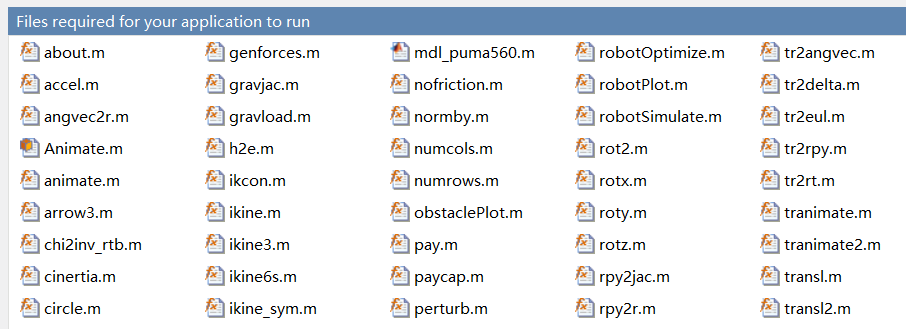 Files required for your application to run
about.m genforces.m mdl_puma560.m robotOptimize.m tr2angvec.m
accel.m gravjac.m nofriction.m robotPlot.m tr2delta.m
angvec2r.m gravload.m normby.m robotSimulate.m tr2eul.m
Animate.m h2e.m numcols.m rot2.m tr2rpy.m
animate.m ikcon.m numrows.m rotx.m tr2rt.m
arrow3.m ikine.m obstaclePlot.m roty.m tranimate.m
chi2inv_rtb.m ikine3.m pay.m rotz.m tranimate2.m
cinertia.m ikine6s.m paycap.m rpy2jac.m transl.m
circle.m ikine_sym.m perturb.m rpy2r.m transl2.m